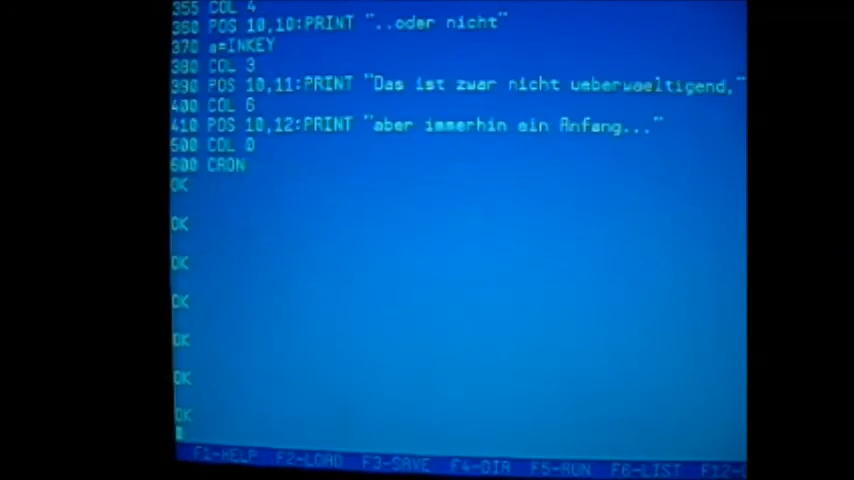 355 COL 4
360 POS 10,10:PRINT "..oder nicht"
370 a=INKEY
380 COL 3
390 POS 10,11:PRINT "Das ist zwar nicht ueberwaeltigend,"
400 COL 6
410 POS 10,12:PRINT "aber immerhin ein Anfang..."
500 COL 0
600 CRON
OK
OK
OK
OK
OK
OK
OK
F1-HELP F2-LOAD F3-SAVE F4-DIR F5-RUN F6-LIST F12-